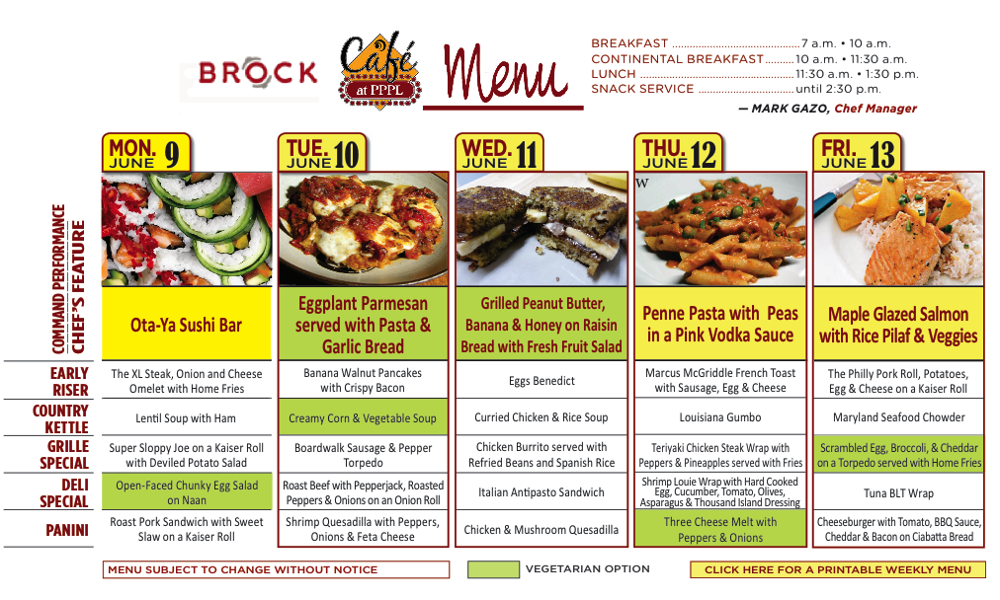 BROCK
Café
at PPPL
Menu
BREAKFAST ............................................ 7 a.m. • 10 a.m.
CONTINENTAL BREAKFAST .......... 10 a.m. • 11:30 a.m.
LUNCH ..................................................... 11:30 a.m. • 1:30 p.m.
SNACK SERVICE ................................. until 2:30 p.m.
— MARK GAZO, Chef Manager
MON.
JUNE 9
TUE.
JUNE 10
WED.
JUNE 11
THU.
JUNE 12
FRI.
JUNE 13
W
COMMAND PERFORMANCE
CHEF'S FEATURE
Ota-Ya Sushi Bar
Eggplant Parmesan
served with Pasta &
Garlic Bread
Grilled Peanut Butter,
Banana & Honey on Raisin
Bread with Fresh Fruit Salad
Penne Pasta with Peas
in a Pink Vodka Sauce
Maple Glazed Salmon
with Rice Pilaf & Veggies
EARLY
RISER
The XL Steak, Onion and Cheese
Omelet with Home Fries
Banana Walnut Pancakes
with Crispy Bacon
Eggs Benedict
Marcus McGriddle French Toast
with Sausage, Egg & Cheese
The Philly Pork Roll, Potatoes,
Egg & Cheese on a Kaiser Roll
COUNTRY
KETTLE
Lentil Soup with Ham
Creamy Corn & Vegetable Soup
Curried Chicken & Rice Soup
Louisiana Gumbo
Maryland Seafood Chowder
GRILLE
SPECIAL
Super Sloppy Joe on a Kaiser Roll
with Deviled Potato Salad
Boardwalk Sausage & Pepper
Torpedo
Chicken Burrito served with
Refried Beans and Spanish Rice
Teriyaki Chicken Steak Wrap with
Peppers & Pineapples served with Fries
Scrambled Egg, Broccoli, & Cheddar
on a Torpedo served with Home Fries
DELI
SPECIAL
Open-Faced Chunky Egg Salad
on Naan
Roast Beef with Pepperjack, Roasted
Peppers & Onions on an Onion Roll
Italian Antipasto Sandwich
Shrimp Louie Wrap with Hard Cooked
Egg, Cucumber, Tomato, Olives,
Asparagus & Thousand Island Dressing
Tuna BLT Wrap
PANINI
Roast Pork Sandwich with Sweet
Slaw on a Kaiser Roll
Shrimp Quesadilla with Peppers,
Onions & Feta Cheese
Chicken & Mushroom Quesadilla
Three Cheese Melt with
Peppers & Onions
Cheeseburger with Tomato, BBQ Sauce,
Cheddar & Bacon on Ciabatta Bread
MENU SUBJECT TO CHANGE WITHOUT NOTICE
VEGETARIAN OPTION
CLICK HERE FOR A PRINTABLE WEEKLY MENU